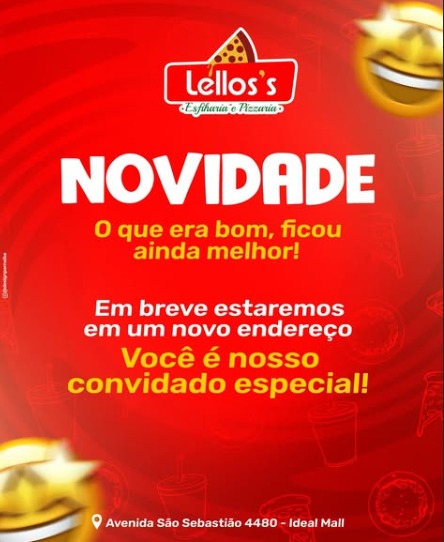 Lellos's
Esfiharia e Pizzaria
NOVIDADE
O que era bom, ficou
ainda melhor!
Em breve estaremos
em um novo endereço
Você é nosso
convidado especial!
Avenida São Sebastião 4480 - Ideal Mall